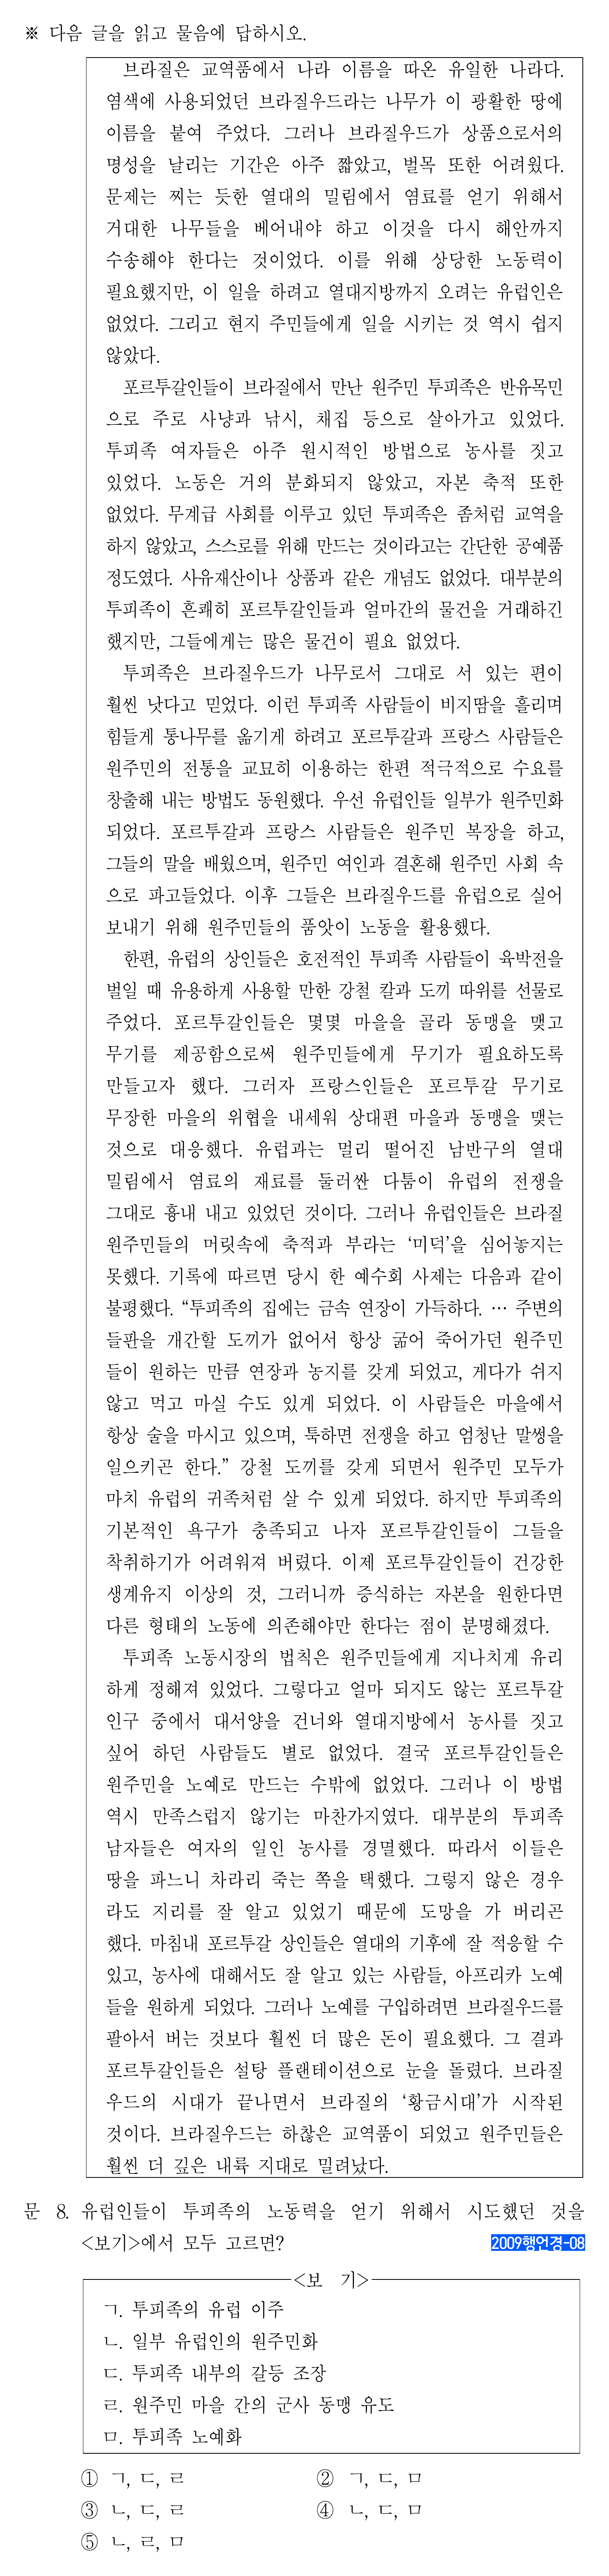 ※ 다음 글을 읽고 물음에 답하시오.
브라질은 교역품에서 나라 이름을 따온 유일한 나라다.
염색에 사용되었던 브라질우드라는 나무가 이 광활한 땅에
이름을 붙여 주었다. 그러나 브라질우드가 상품으로서의
명성을 날리는 기간은 아주 짧았고, 벌목 또한 어려웠다.
문제는 찌는 듯한 열대의 밀림에서 염료를 얻기 위해서
거대한 나무들을 베어내야 하고 이것을 다시 해안까지
수송해야 한다는 것이었다. 이를 위해 상당한 노동력이
필요했지만, 이 일을 하려고 열대지방까지 오려는 유럽인은
없었다. 그리고 현지 주민들에게 일을 시키는 것 역시 쉽지
않았다.
포르투갈인들이 브라질에서 만난 원주민 투피족은 반유목민
으로 주로 사냥과 낚시, 채집 등으로 살아가고 있었다.
투피족 여자들은 아주 원시적인 방법으로 농사를 짓고
있었다. 노동은 거의 분화되지 않았고, 자본 축적 또한
없었다. 무계급 사회를 이루고 있던 투피족은 좀처럼 교역을
하지 않았고, 스스로를 위해 만드는 것이라고는 간단한 공예품
정도였다. 사유재산이나 상품과 같은 개념도 없었다. 대부분의
투피족이 흔쾌히 포르투갈인들과 얼마간의 물건을 거래하긴
했지만, 그들에게는 많은 물건이 필요 없었다.
투피족은 브라질우드가 나무로서 그대로 서 있는 편이
훨씬 낫다고 믿었다. 이런 투피족 사람들이 비지땀을 흘리며
힘들게 통나무를 옮기게 하려고 포르투갈과 프랑스 사람들은
원주민의 전통을 교묘히 이용하는 한편 적극적으로 수요를
창출해 내는 방법도 동원했다. 우선 유럽인들 일부가 원주민화
되었다. 포르투갈과 프랑스 사람들은 원주민 복장을 하고,
그들의 말을 배웠으며, 원주민 여인과 결혼해 원주민 사회 속
으로 파고들었다. 이후 그들은 브라질우드를 유럽으로 실어
보내기 위해 원주민들의 품앗이 노동을 활용했다.
한편, 유럽의 상인들은 호전적인 투피족 사람들이 육박전을
벌일 때 유용하게 사용할 만한 강철 칼과 도끼 따위를 선물로
주었다. 포르투갈인들은 몇몇 마을을 골라 동맹을 맺고
무기를 제공함으로써 원주민들에게 무기가 필요하도록
만들고자 했다. 그러자 프랑스인들은 포르투갈 무기로
무장한 마을의 위협을 내세워 상대편 마을과 동맹을 맺는
것으로 대응했다. 유럽과는 멀리 떨어진 남반구의 열대
밀림에서 염료의 재료를 둘러싼 다툼이 유럽의 전쟁을
그대로 흉내 내고 있었던 것이다. 그러나 유럽인들은 브라질
원주민들의 머릿속에 축적과 부라는 ‘미덕’을 심어놓지는
못했다. 기록에 따르면 당시 한 예수회 사제는 다음과 같이
불평했다. “투피족의 집에는 금속 연장이 가득하다. … 주변의
들판을 개간할 도끼가 없어서 항상 굶어 죽어가던 원주민
들이 원하는 만큼 연장과 농지를 갖게 되었고, 게다가 쉬지
않고 먹고 마실 수도 있게 되었다. 이 사람들은 마을에서
항상 술을 마시고 있으며, 툭하면 전쟁을 하고 엄청난 말썽을
일으키곤 한다.” 강철 도끼를 갖게 되면서 원주민 모두가
마치 유럽의 귀족처럼 살 수 있게 되었다. 하지만 투피족의
기본적인 욕구가 충족되고 나자 포르투갈인들이 그들을
착취하기가 어려워져 버렸다. 이제 포르투갈인들이 건강한
생계유지 이상의 것, 그러니까 증식하는 자본을 원한다면
다른 형태의 노동에 의존해야만 한다는 점이 분명해졌다.
투피족 노동시장의 법칙은 원주민들에게 지나치게 유리
하게 정해져 있었다. 그렇다고 얼마 되지도 않는 포르투갈
인구 중에서 대서양을 건너와 열대지방에서 농사를 짓고
싶어 하던 사람들도 별로 없었다. 결국 포르투갈인들은
원주민을 노예로 만드는 수밖에 없었다. 그러나 이 방법
역시 만족스럽지 않기는 마찬가지였다. 대부분의 투피족
남자들은 여자의 일인 농사를 경멸했다. 따라서 이들은
땅을 파느니 차라리 죽는 쪽을 택했다. 그렇지 않은 경우
라도 지리를 잘 알고 있었기 때문에 도망을 가 버리곤
했다. 마침내 포르투갈 상인들은 열대의 기후에 잘 적응할 수
있고, 농사에 대해서도 잘 알고 있는 사람들, 아프리카 노예
들을 원하게 되었다. 그러나 노예를 구입하려면 브라질우드를
팔아서 버는 것보다 훨씬 더 많은 돈이 필요했다. 그 결과
포르투갈인들은 설탕 플랜테이션으로 눈을 돌렸다. 브라질
우드의 시대가 끝나면서 브라질의 ‘황금시대’가 시작된
것이다. 브라질우드는 하찮은 교역품이 되었고 원주민들은
훨씬 더 깊은 내륙 지대로 밀려났다.
문 8. 유럽인들이 투피족의 노동력을 얻기 위해서 시도했던 것을
<보기>에서 모두 고르면? 2009행언경-08
<보 기>
ㄱ. 투피족의 유럽 이주
ㄴ. 일부 유럽인의 원주민화
ㄷ. 투피족 내부의 갈등 조장
ㄹ. 원주민 마을 간의 군사 동맹 유도
ㅁ. 투피족 노예화
① ㄱ, ㄷ, ㄹ ② ㄱ, ㄷ, ㅁ
③ ㄴ, ㄷ, ㄹ ④ ㄴ, ㄷ, ㅁ
⑤ ㄴ, ㄹ, ㅁ